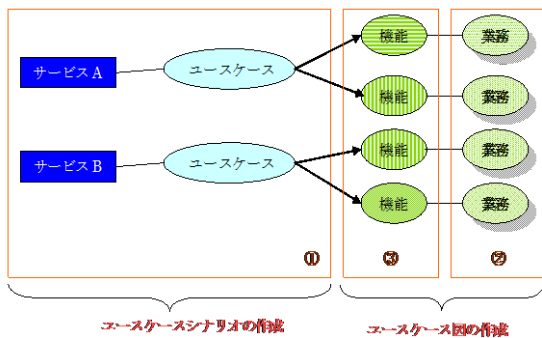 機能
業務
サービスA
ユースケース
機能
業務
機能
業務
サービスB
ユースケース
機能
業務
①
③
②
ユースケースシナリオの作成
ユースケース図の作成